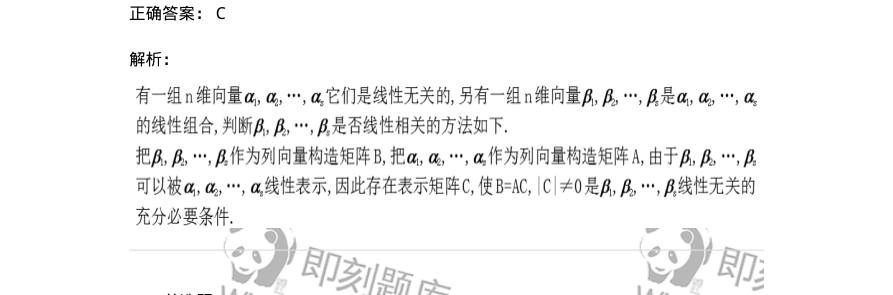 正确答案： C
解析：
有一组n维向量α₁, α₂, …, αₛ它们是线性无关的, 另有一组n维向量β₁, β₂, …, βₛ是α₁, α₂, …, αₛ
的线性组合, 判断β₁, β₂, …, βₛ是否线性相关的方法如下.
把β₁, β₂, …, βₛ作为列向量构造矩阵B, 把α₁, α₂, …, αₛ作为列向量构造矩阵A, 由于β₁, β₂, …, βₛ
可以被α₁, α₂, …, αₛ线性表示, 因此存在表示矩阵C, 使B=AC, |C|≠0是β₁, β₂, …, βₛ线性无关的
充分必要条件.
即刻题库
即刻题